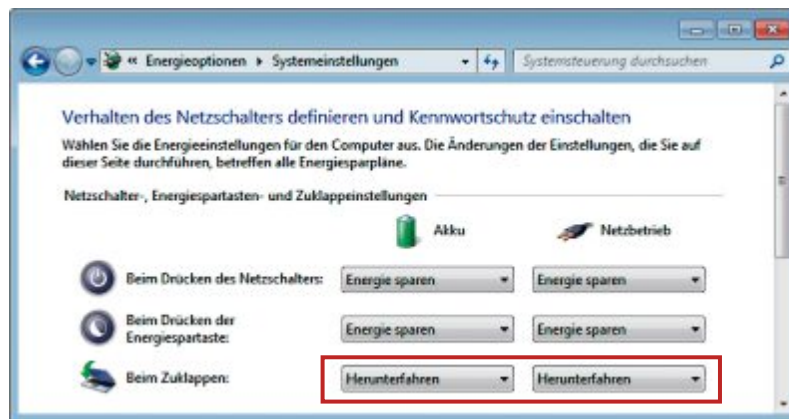 « Energieoptionen ▸ Systemeinstellungen Systemsteuerung durchsuchen
Verhalten des Netzschalters definieren und Kennwortschutz einschalten
Wählen Sie die Energieeinstellungen für den Computer aus. Die Änderungen der Einstellungen, die Sie auf
dieser Seite durchführen, betreffen alle Energiesparpläne.
Netzschalter-, Energiespartasten- und Zuklappeinstellungen
Akku Netzbetrieb
Beim Drücken des Netzschalters: Energie sparen Energie sparen
Beim Drücken der
Energiespartaste: Energie sparen Energie sparen
Beim Zuklappen: Herunterfahren Herunterfahren